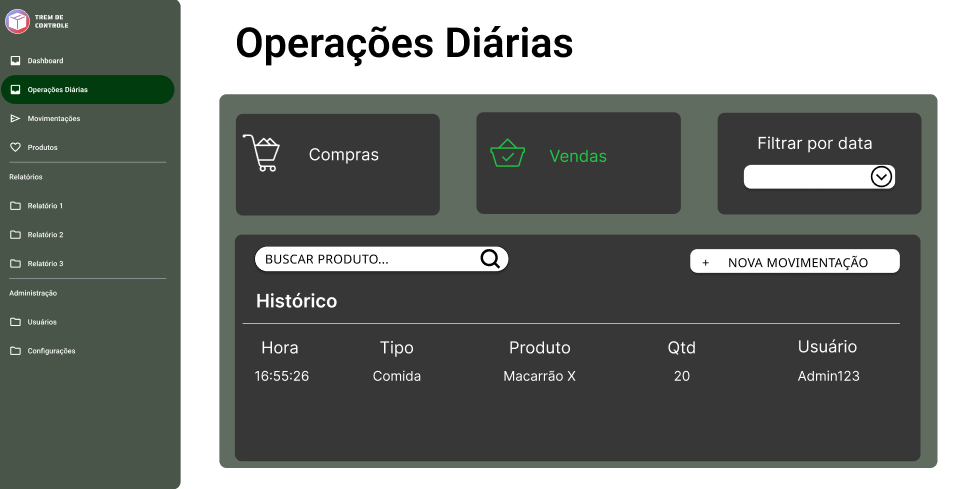 TREM DE
CONTROLE
Dashboard
Operações Diárias
Movimentações
Produtos
Relatórios
Relatório 1
Relatório 2
Relatório 3
Administração
Usuários
Configurações
Operações Diárias
Compras
Vendas
Filtrar por data
BUSCAR PRODUTO...
+ NOVA MOVIMENTAÇÃO
Histórico
Hora Tipo Produto Qtd Usuário
16:55:26 Comida Macarrão X 20 Admin123